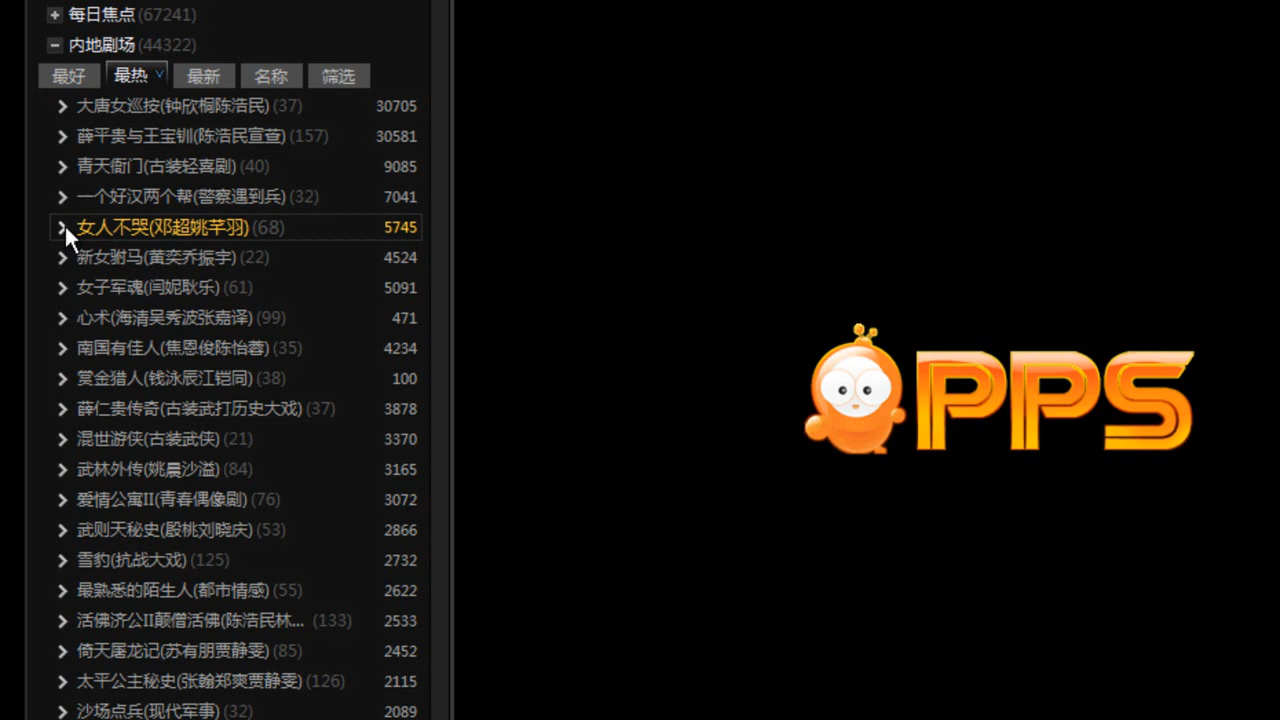 每日焦点(67241)
内地剧场(44322)
最好 最热 最新 名称 筛选
大唐女巡按(钟欣桐陈浩民)(37) 30705
薛平贵与王宝钏(陈浩民宣萱)(157) 30581
青天衙门(古装轻喜剧)(40) 9085
一个好汉两个帮(警察遇到兵)(32) 7041
女人不哭(邓超姚芊羽)(68) 5745
新女驸马(黄奕乔振宇)(22) 4524
女子军魂(闫妮耿乐)(61) 5091
心术(海清吴秀波张嘉译)(99) 471
南国有佳人(焦恩俊陈怡蓉)(35) 4234
赏金猎人(钱泳辰江铠同)(38) 100
薛仁贵传奇(古装武打历史大戏)(37) 3878
混世游侠(古装武侠)(21) 3370
武林外传(姚晨沙溢)(84) 3165
爱情公寓II(青春偶像剧)(76) 3072
武则天秘史(殷桃刘晓庆)(53) 2866
雪豹(抗战大戏)(125) 2732
最熟悉的陌生人(都市情感)(55) 2622
活佛济公II颠僧活佛(陈浩民林... (133) 2533
倚天屠龙记(苏有朋贾静雯)(85) 2452
太平公主秘史(张翰郑爽贾静雯)(126) 2115
沙场点兵(现代军事)(32) 2089
PPS